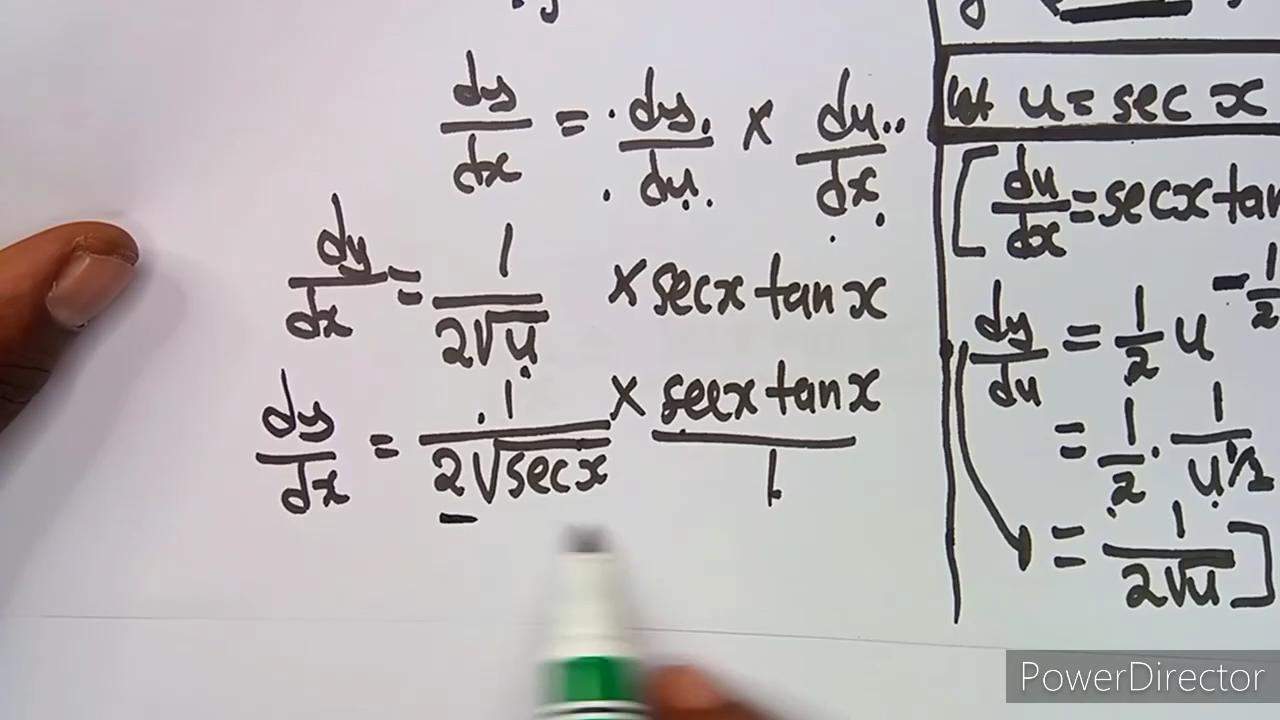 dy/dx = dy/du × du/dx
dy/dx = 1/(2√u) × secx tanx
dy/dx = 1/(2√secx) × secx tanx/1
let u = sec x
[du/dx = secx tan
dy/du = 1/2 u^-1/2
= 1/2 · 1/u^1/2
= 1/(2√u)]
PowerDirector